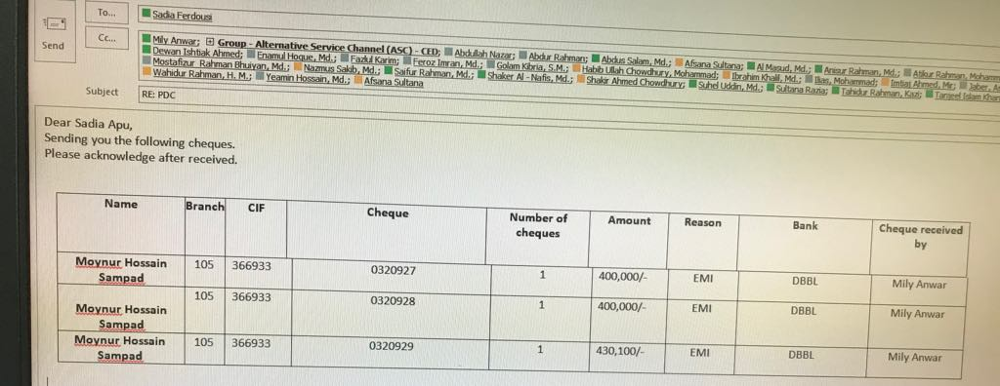 Send
To...
Sadia Ferdousi
Cc...
Mily Anwar; Group - Alternative Service Channel (ASC) - CED; Abdullah Nazar; Abdur Rahman; Abdus Salam, Md.; Afsana Sultana; Al Masud, Md.; Anisur Rahman, Md.; Atikur Rahman,
Dewan Ishtiak Ahmed; Enamul Hoque, Md.; Fazlul Karim; Feroz Imran, Md.; Golam Kibria, S.M.; Habib Ullah Chowdhury, Mohammad; Ibrahim Khalil, Md.; Ilias, Mohammad; Imtiaj Ahmed, Mir; Jaber,
Mostafizur Rahman Bhuiyan, Md.; Nazmus Sakib, Md.; Saifur Rahman, Md.; Shaker Al - Nafis, Md.; Shakir Ahmed Chowdhury; Suhel Uddin, Md.; Sultana Razia; Tahidur Rahman, Kazi; Tanjeel Islam Khan
Wahidur Rahman, H. M.; Yeamin Hossain, Md.; Afsana Sultana
Subject
RE: PDC
Dear Sadia Apu,
Sending you the following cheques.
Please acknowledge after received.
Name Branch CIF Cheque Number of cheques Amount Reason Bank Cheque received by
Moynur Hossain Sampad 105 366933 0320927 1 400,000/- EMI DBBL Mily Anwar
Moynur Hossain Sampad 105 366933 0320928 1 400,000/- EMI DBBL Mily Anwar
Moynur Hossain Sampad 105 366933 0320929 1 430,100/- EMI DBBL Mily Anwar